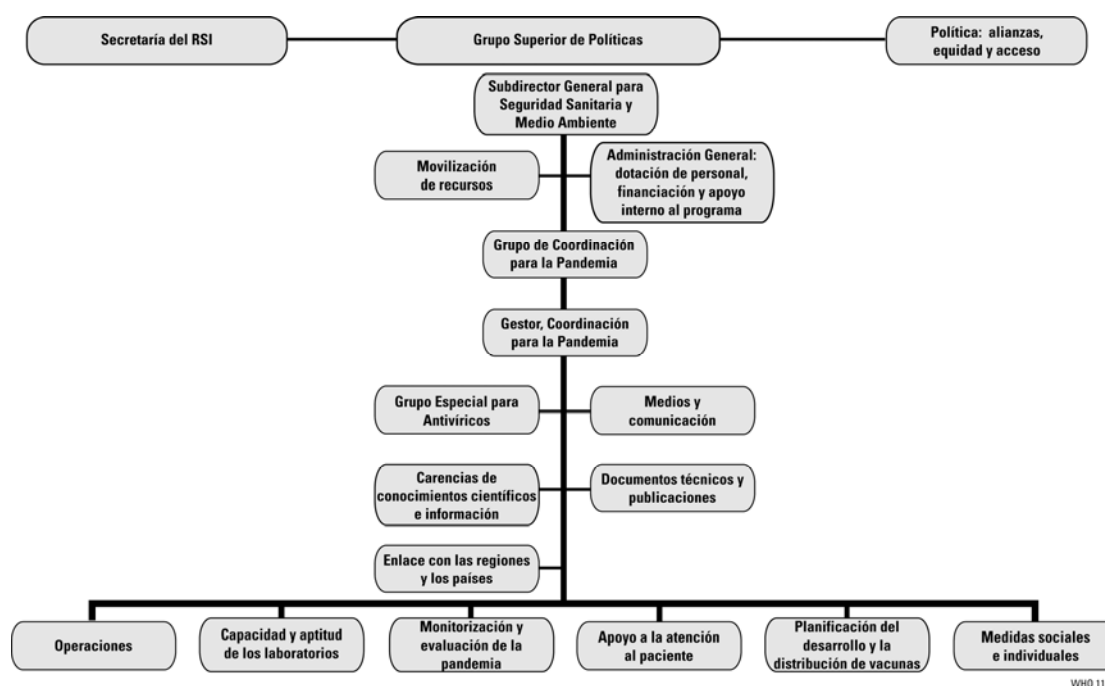 Secretaría del RSI
Grupo Superior de Políticas
Política: alianzas,
equidad y acceso
Subdirector General para
Seguridad Sanitaria y
Medio Ambiente
Movilización
de recursos
Administración General:
dotación de personal,
financiación y apoyo
interno al programa
Grupo de Coordinación
para la Pandemia
Gestor, Coordinación
para la Pandemia
Grupo Especial para
Antivíricos
Medios y
comunicación
Carencias de
conocimientos científicos
e información
Documentos técnicos y
publicaciones
Enlace con las regiones
y los países
Operaciones
Capacidad y aptitud
de los laboratorios
Monitorización y
evaluación de la
pandemia
Apoyo a la atención
al paciente
Planificación del
desarrollo y la
distribución de vacunas
Medidas sociales
e individuales